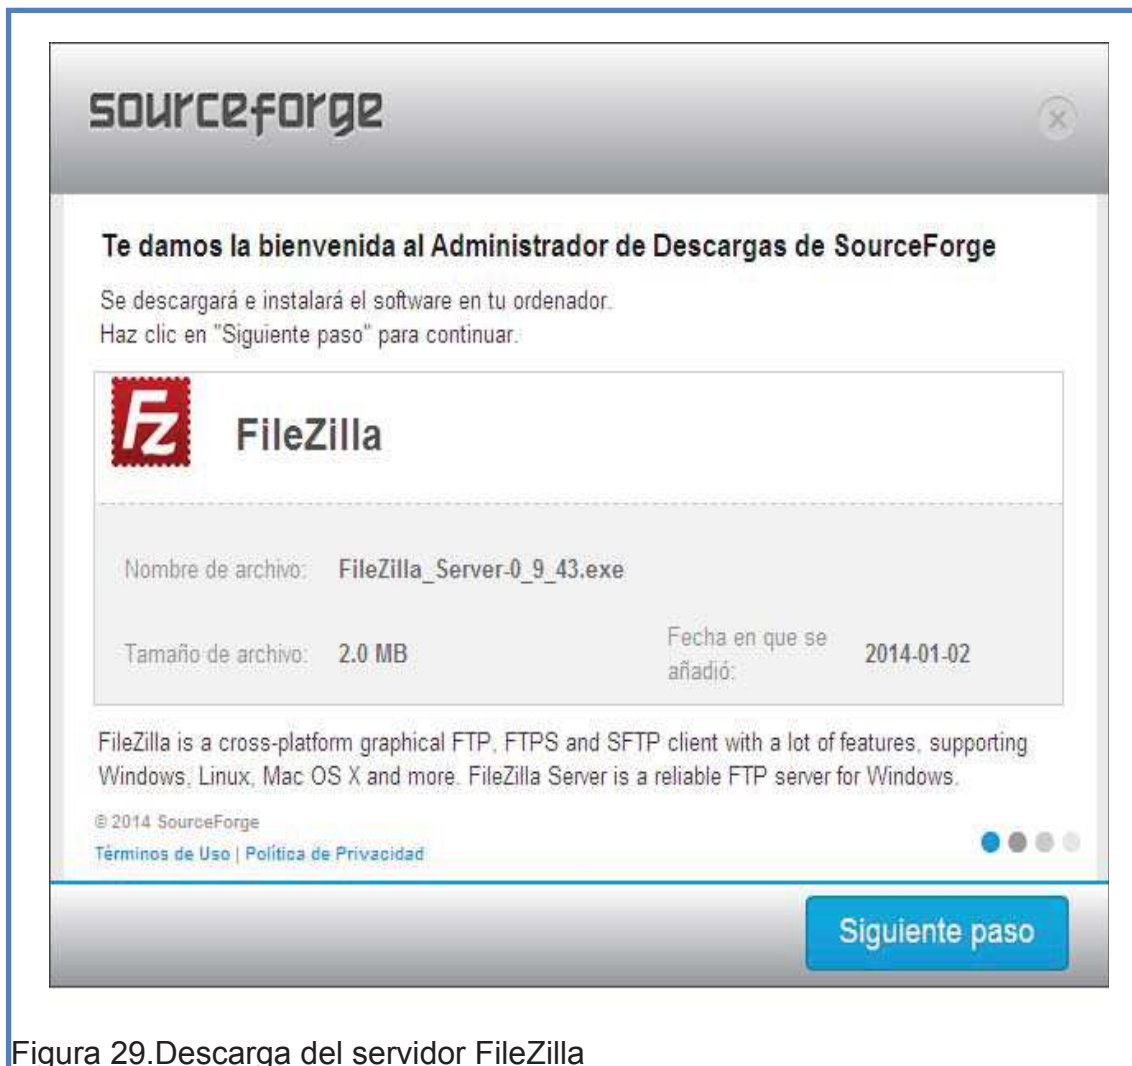 sourceforge
Te damos la bienvenida al Administrador de Descargas de SourceForge
Se descargará e instalará el software en tu ordenador.
Haz clic en "Siguiente paso" para continuar.
Fz
FileZilla
Nombre de archivo: FileZilla_Server-0_9_43.exe
Tamaño de archivo: 2.0 MB
Fecha en que se
añadió: 2014-01-02
FileZilla is a cross-platform graphical FTP, FTPS and SFTP client with a lot of features, supporting
Windows, Linux, Mac OS X and more. FileZilla Server is a reliable FTP server for Windows.
© 2014 SourceForge
Términos de Uso | Política de Privacidad
Siguiente paso
Figura 29.Descarga del servidor FileZilla